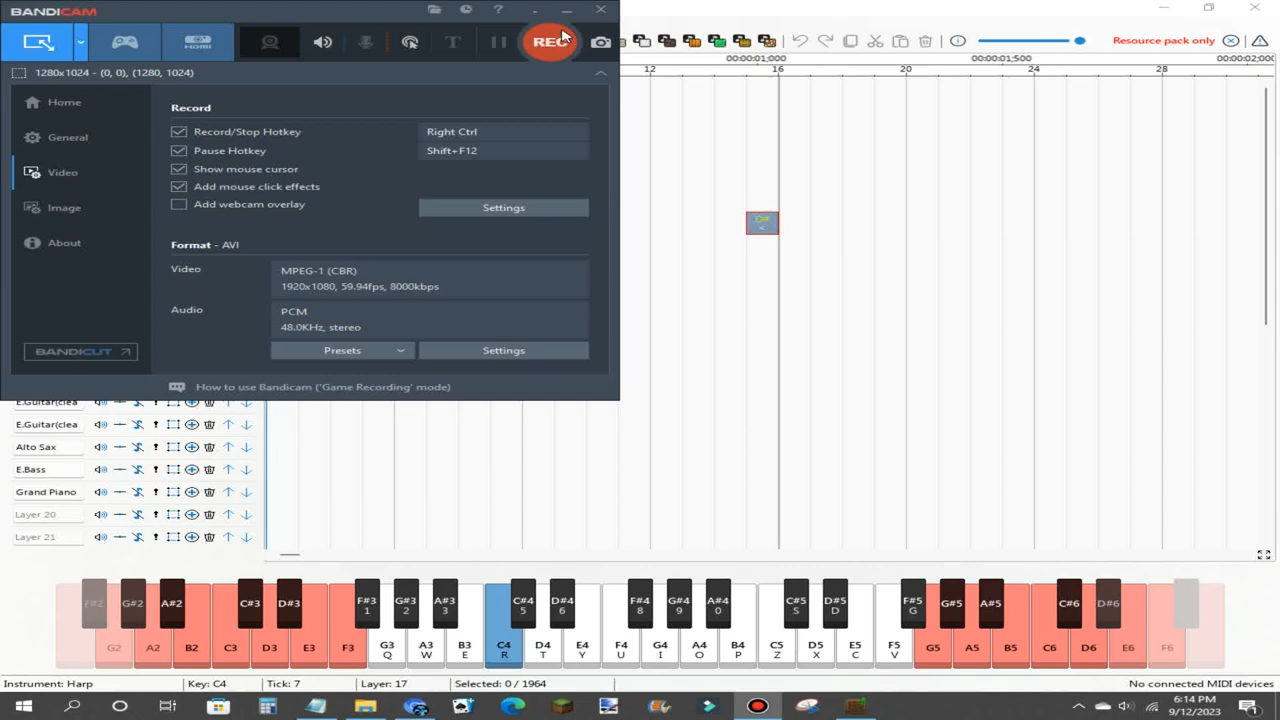 BANDICAM
?
HDMI
T
REC
Resource pack only
1280x1024 - (0, 0), (1280, 1024)
00:00:01,000
00:00:01,500
00:00:02,000
12
16
20
24
28
Home
General
Video
Image
About
BANDICUT
Record
Record/Stop Hotkey
Right Ctrl
Pause Hotkey
Shift+F12
Show mouse cursor
Add mouse click effects
Add webcam overlay
Settings
Format - AVI
Video
MPEG-1 (CBR)
1920x1080, 59.94fps, 8000kbps
Audio
PCM
48.0KHz, stereo
Presets
Settings
How to use Bandicam ('Game Recording' mode)
D#
<
E.Guitar(clea
E.Guitar(clea
Alto Sax
E.Bass
Grand Piano
Layer 20
Layer 21
F#2 G#2 A#2 C#3 D#3 F#3 G#3 A#3 C#4 D#4 F#4 G#4 A#4 C#5 D#5 F#5 G#5 A#5 C#6 D#6
1 2 3 5 6 8 9 0 S D G
G2 A2 B2 C3 D3 E3 F3 G3 A3 B3 C4 D4 E4 F4 G4 A4 B4 C5 D5 E5 F5 G5 A5 B5 C6 D6 E6 F6
Q W E R T Y U I O P Z X C V
Instrument: Harp
Key: C4
Tick: 7
Layer: 17
Selected: 0 / 1964
No connected MIDI devices
6:14 PM
9/12/2023
1